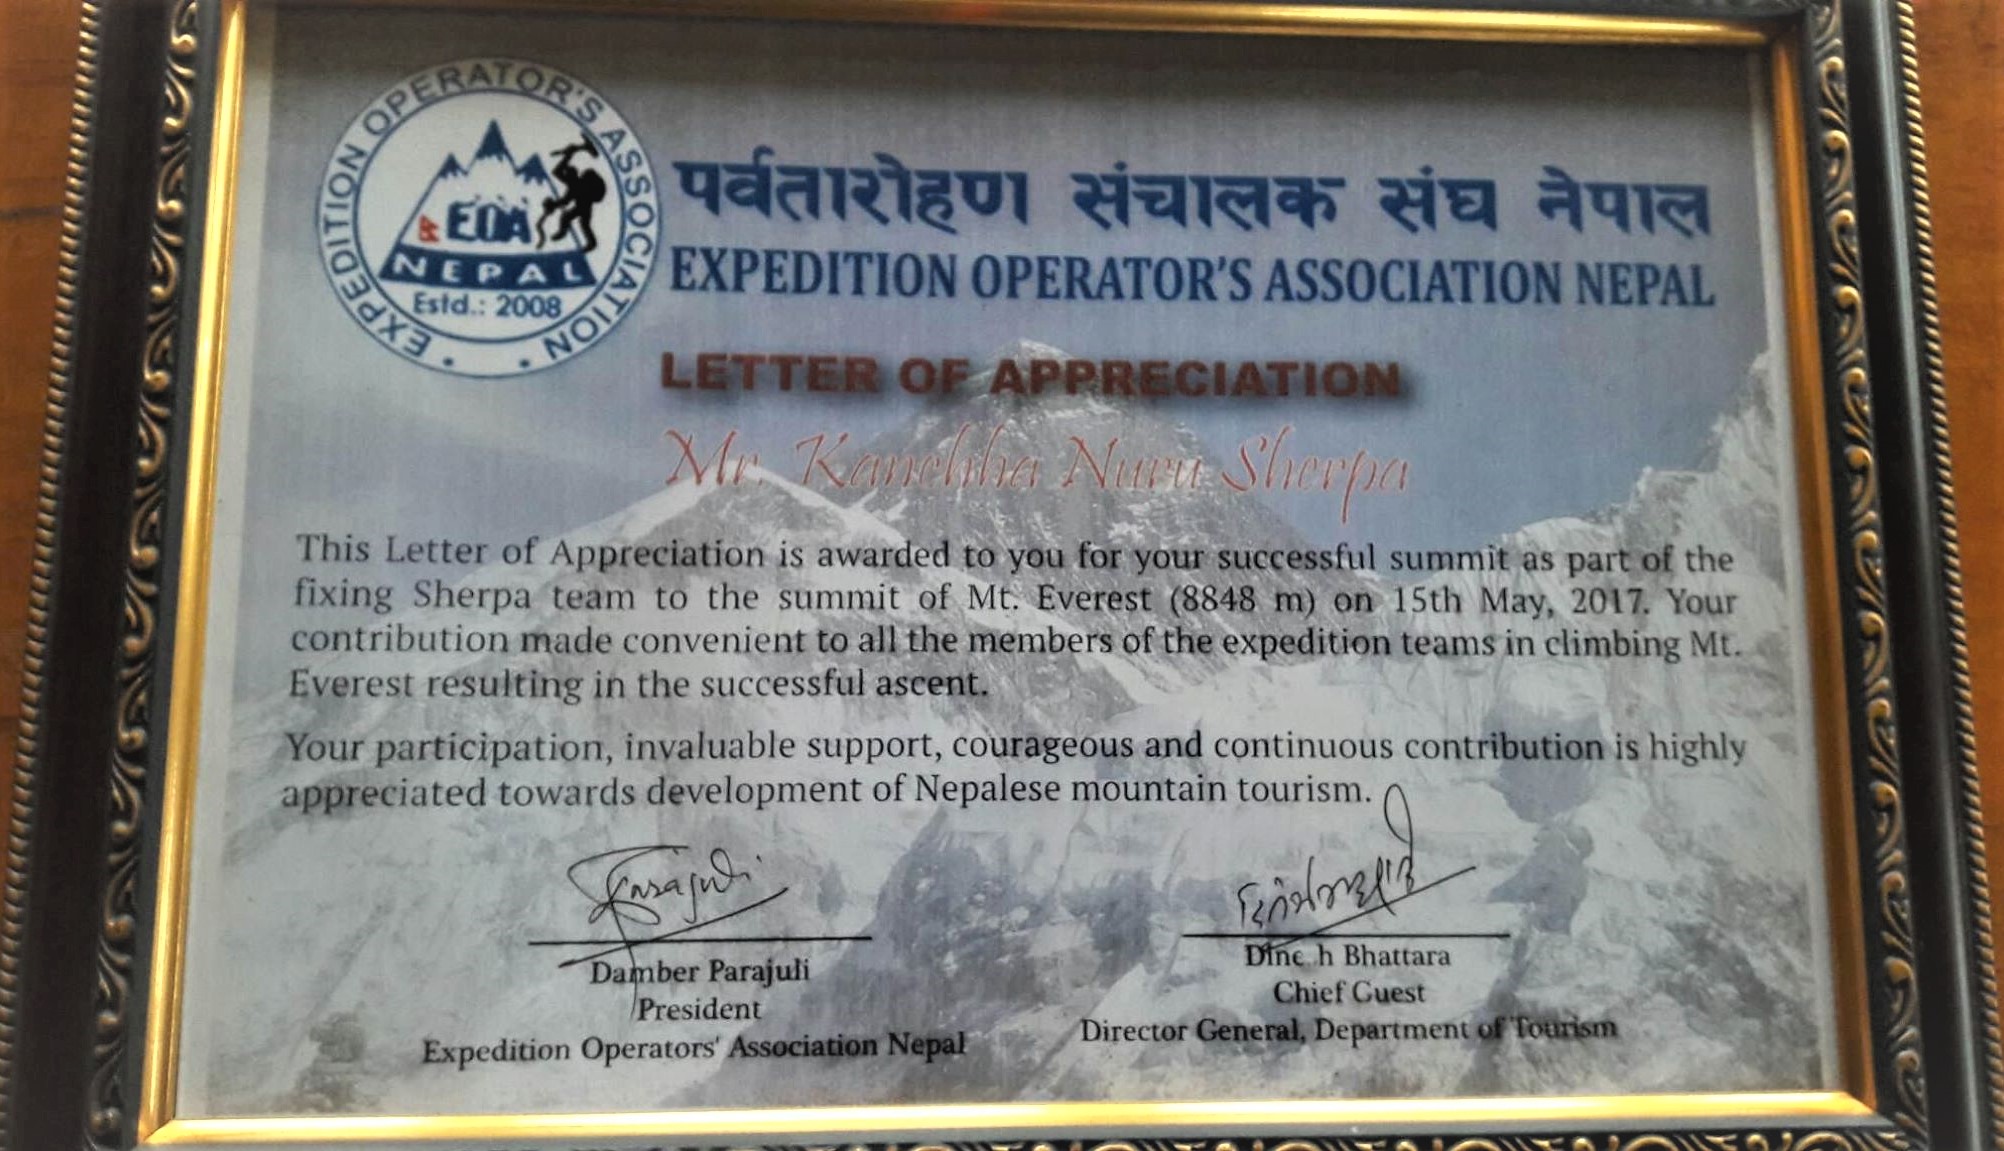 EXPEDITION OPERATOR'S ASSOCIATION
EOA
NEPAL
Estd.: 2008
पर्वतारोहण संचालक संघ नेपाल
EXPEDITION OPERATOR'S ASSOCIATION NEPAL
LETTER OF APPRECIATION
Mr. Kanchha Nuru Sherpa
This Letter of Appreciation is awarded to you for your successful summit as part of the
fixing Sherpa team to the summit of Mt. Everest (8848 m) on 15th May, 2017. Your
contribution made convenient to all the members of the expedition teams in climbing Mt.
Everest resulting in the successful ascent.
Your participation, invaluable support, courageous and continuous contribution is highly
appreciated towards development of Nepalese mountain tourism.
Damber Parajuli
President
Expedition Operators' Association Nepal
Bhattara
Chief Guest
Director General, Department of Tourism